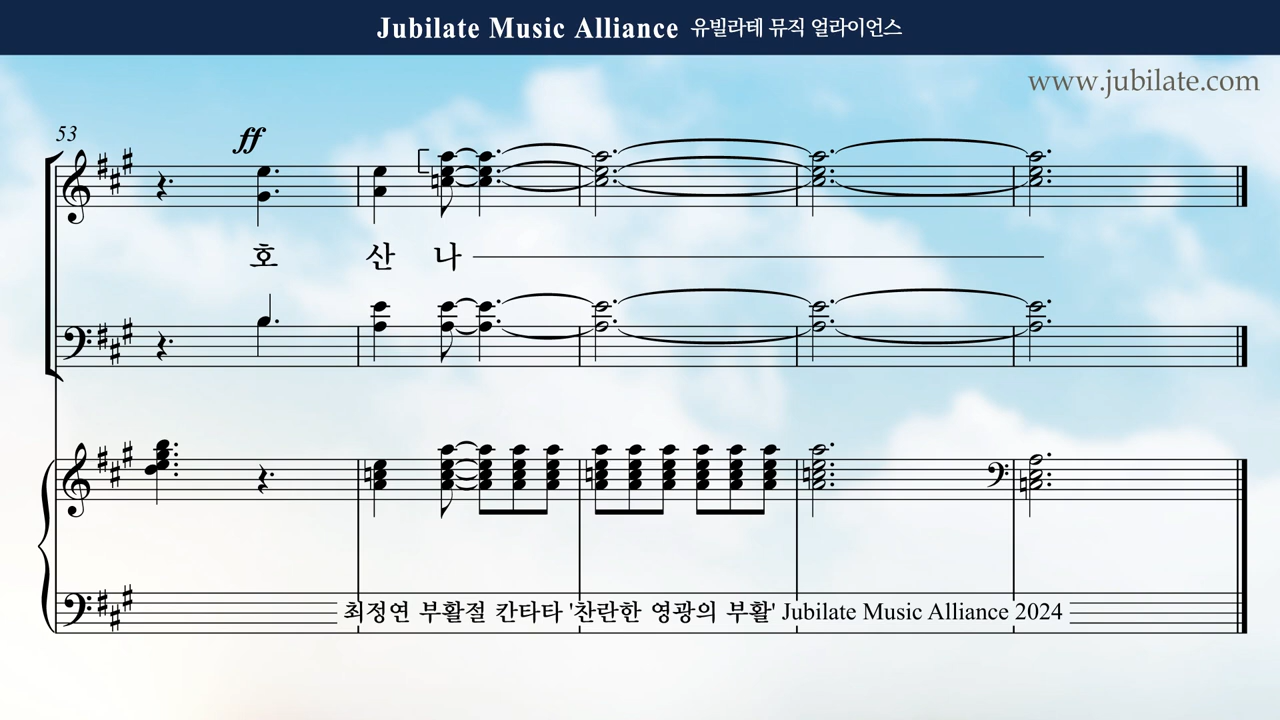 Jubilate Music Alliance 유빌라테 뮤직 얼라이언스
www.jubilate.com
53
ff
호 산 나
최정연 부활절 칸타타 '찬란한 영광의 부활' Jubilate Music Alliance 2024